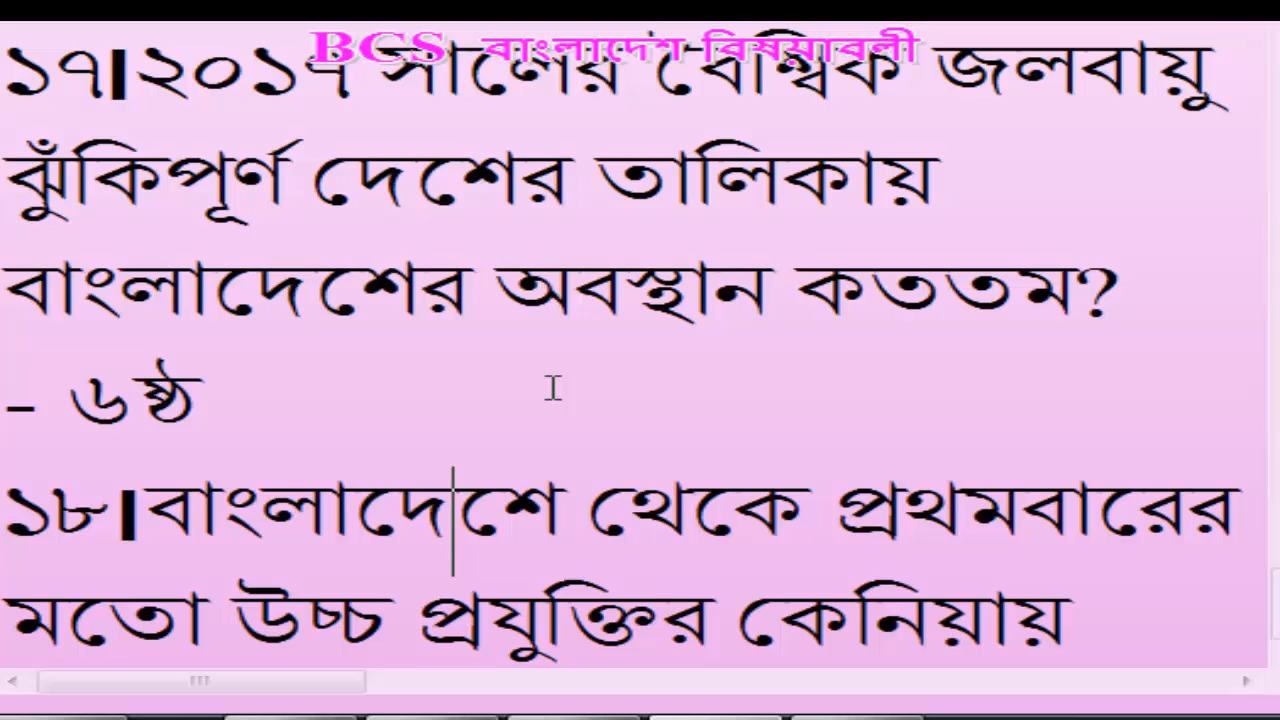 BCS বাংলাদেশ বিষয়াবলী
১৭।২০১৭ সালের বৈশ্বিক জলবায়ু
ঝুঁকিপূর্ণ দেশের তালিকায়
বাংলাদেশের অবস্থান কততম?
- ৬ষ্ঠ
১৮।বাংলাদেশে থেকে প্রথমবারের
মতো উচ্চ প্রযুক্তির কেনিয়ায়